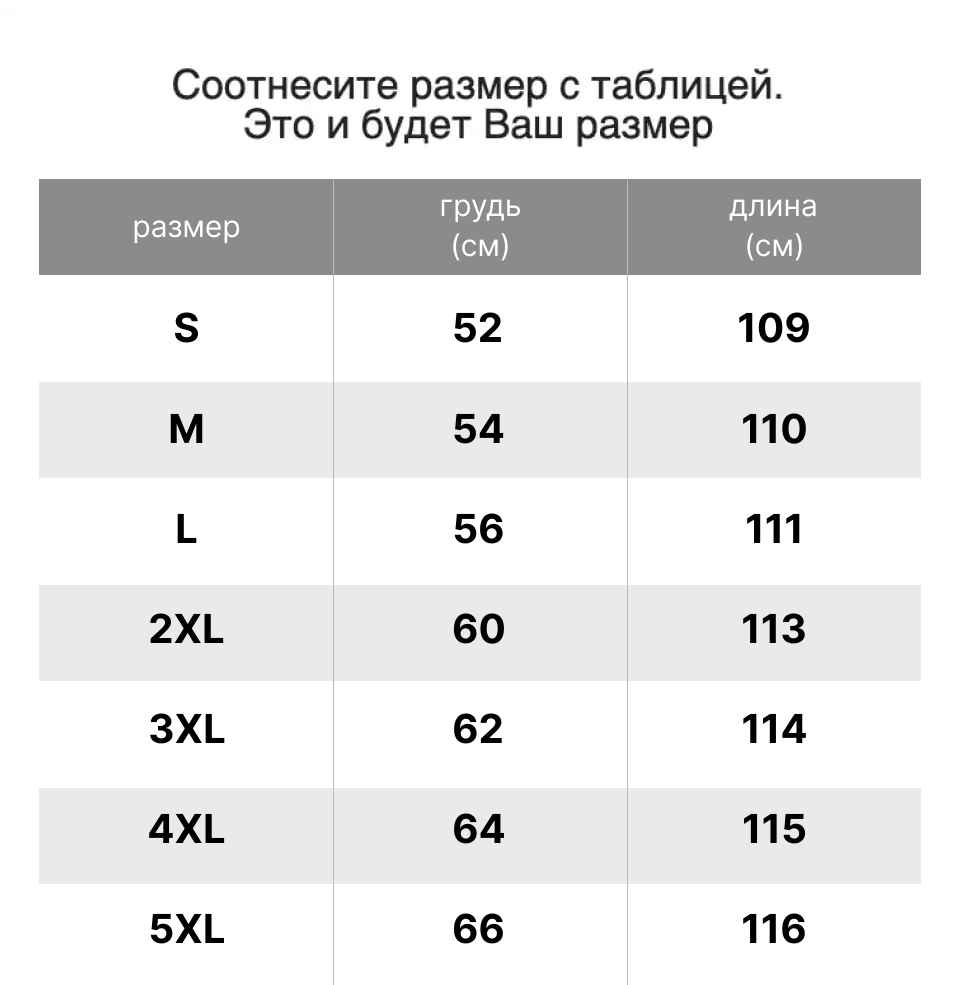 Соотнесите размер с таблицей.
Это и будет Ваш размер
размер грудь (см) длина (см)
S 52 109
M 54 110
L 56 111
2XL 60 113
3XL 62 114
4XL 64 115
5XL 66 116